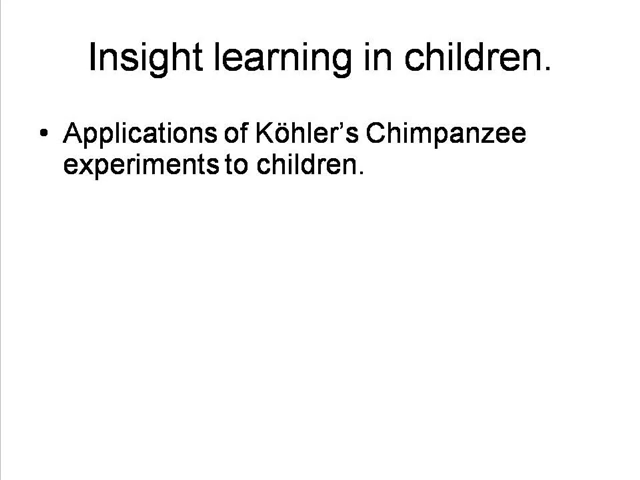 Insight learning in children.
• Applications of Köhler’s Chimpanzee
experiments to children.